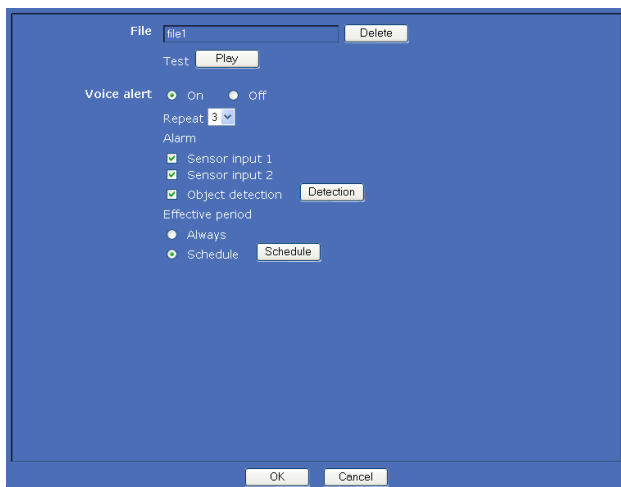 File file1 Delete
Test Play
Voice alert On Off
Repeat 3
Alarm
Sensor input 1
Sensor input 2
Object detection Detection
Effective period
Always
Schedule Schedule
OK Cancel